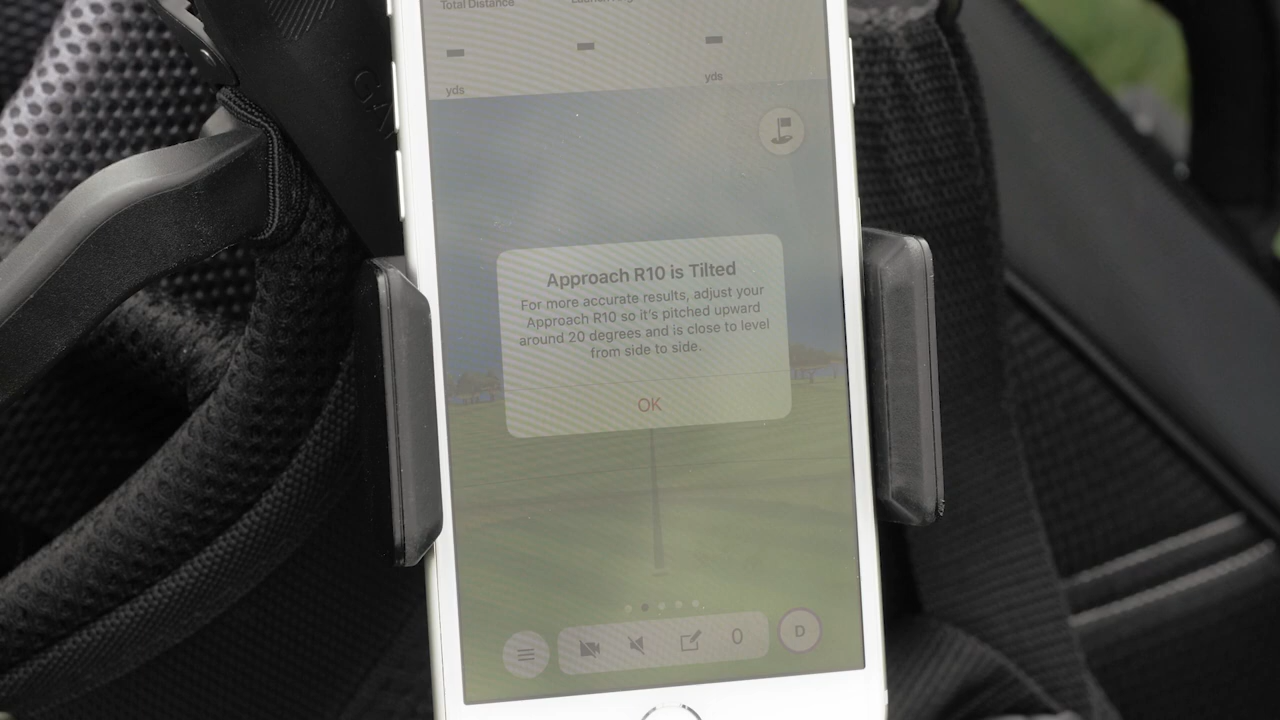 Total Distance
yds
yds
Approach R10 is Tilted
For more accurate results, adjust your
Approach R10 so it's pitched upward
around 20 degrees and is close to level
from side to side.
OK
0
D